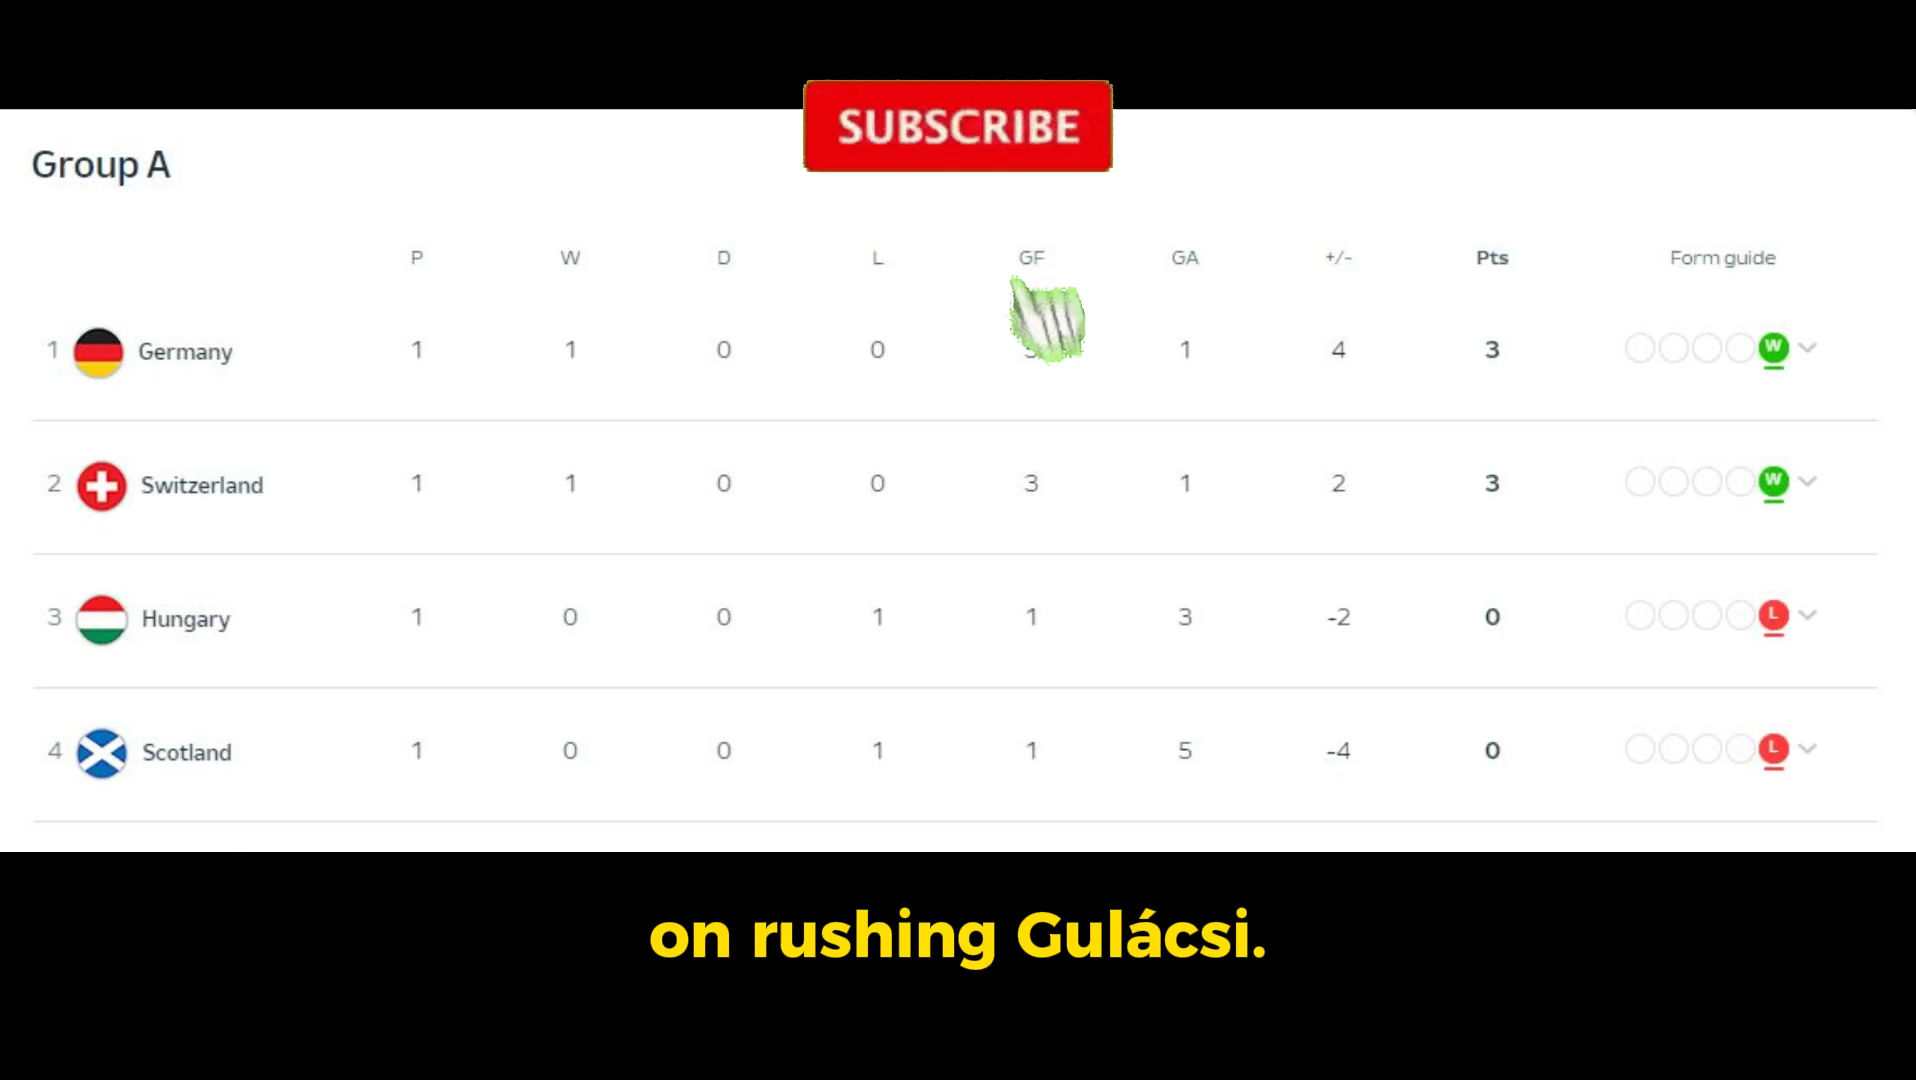 SUBSCRIBE
Group A
P W D L GF GA +/- Pts Form guide
1 Germany 1 1 0 0 1 4 3 W
2 Switzerland 1 1 0 0 3 1 2 3 W
3 Hungary 1 0 0 1 1 3 -2 0 L
4 Scotland 1 0 0 1 1 5 -4 0 L
on rushing Gulácsi.